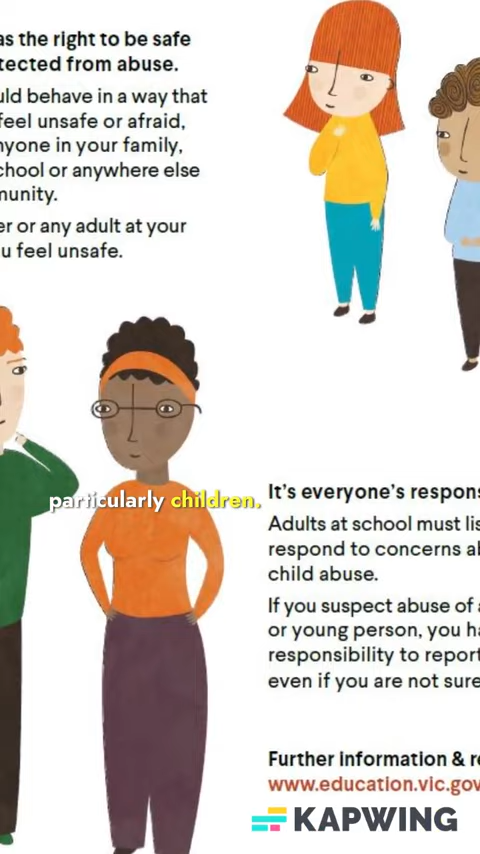 as the right to be safe
tected from abuse.
uld behave in a way that
feel unsafe or afraid,
nyone in your family,
chool or anywhere else
munity.
er or any adult at your
u feel unsafe.
particularly children.
It's everyone's respons
Adults at school must lis
respond to concerns ab
child abuse.
If you suspect abuse of a
or young person, you ha
responsibility to report
even if you are not sure
Further information & re
www.education.vic.gov
KAPWING